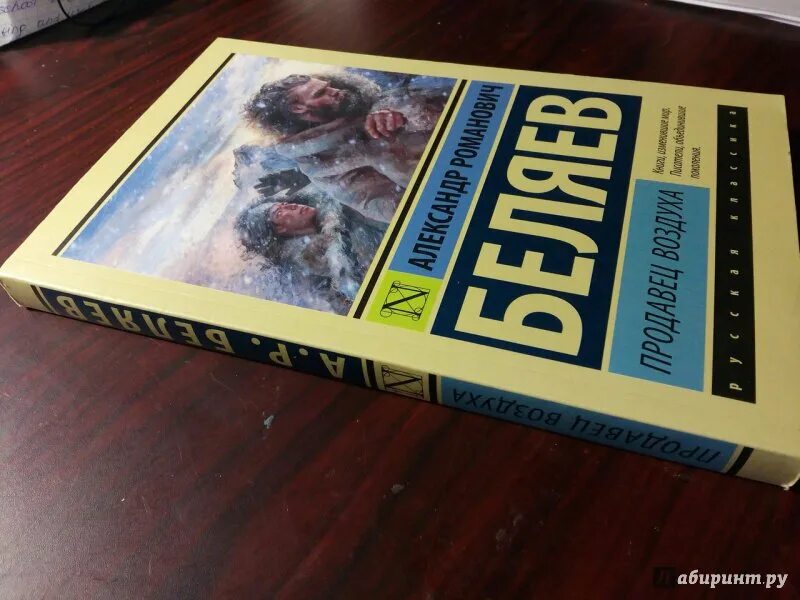 АЛЕКСАНДР РОМАНОВИЧ
БЕЛЯЕВ
Книги, изменившие мир.
Писатели, объединившие
поколения.
ПРОДАВЕЦ ВОЗДУХА
русская классика
А. Р. БЕЛЯЕВ
ПРОДАВЕЦ ВОЗДУХА
Лабиринт.ру